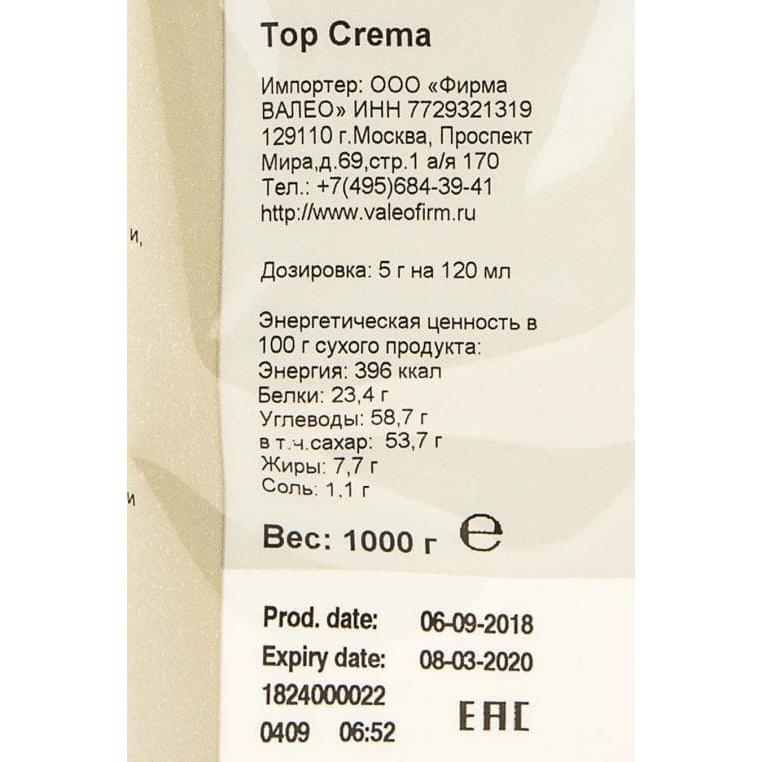 Top Crema
Импортер: ООО «Фирма
ВАЛЕО» ИНН 7729321319
129110 г.Москва, Проспект
Мира,д.69,стр.1 а/я 170
Тел.: +7(495)684-39-41
http://www.valeofirm.ru
и,
Дозировка: 5 г на 120 мл
Энергетическая ценность в
100 г сухого продукта:
Энергия: 396 ккал
Белки: 23,4 г
Углеводы: 58,7 г
в т.ч.сахар: 53,7 г
Жиры: 7,7 г
Соль: 1,1 г
и
Вес: 1000 г ℮
Prod. date: 06-09-2018
Expiry date: 08-03-2020
1824000022
0409 06:52
EAC